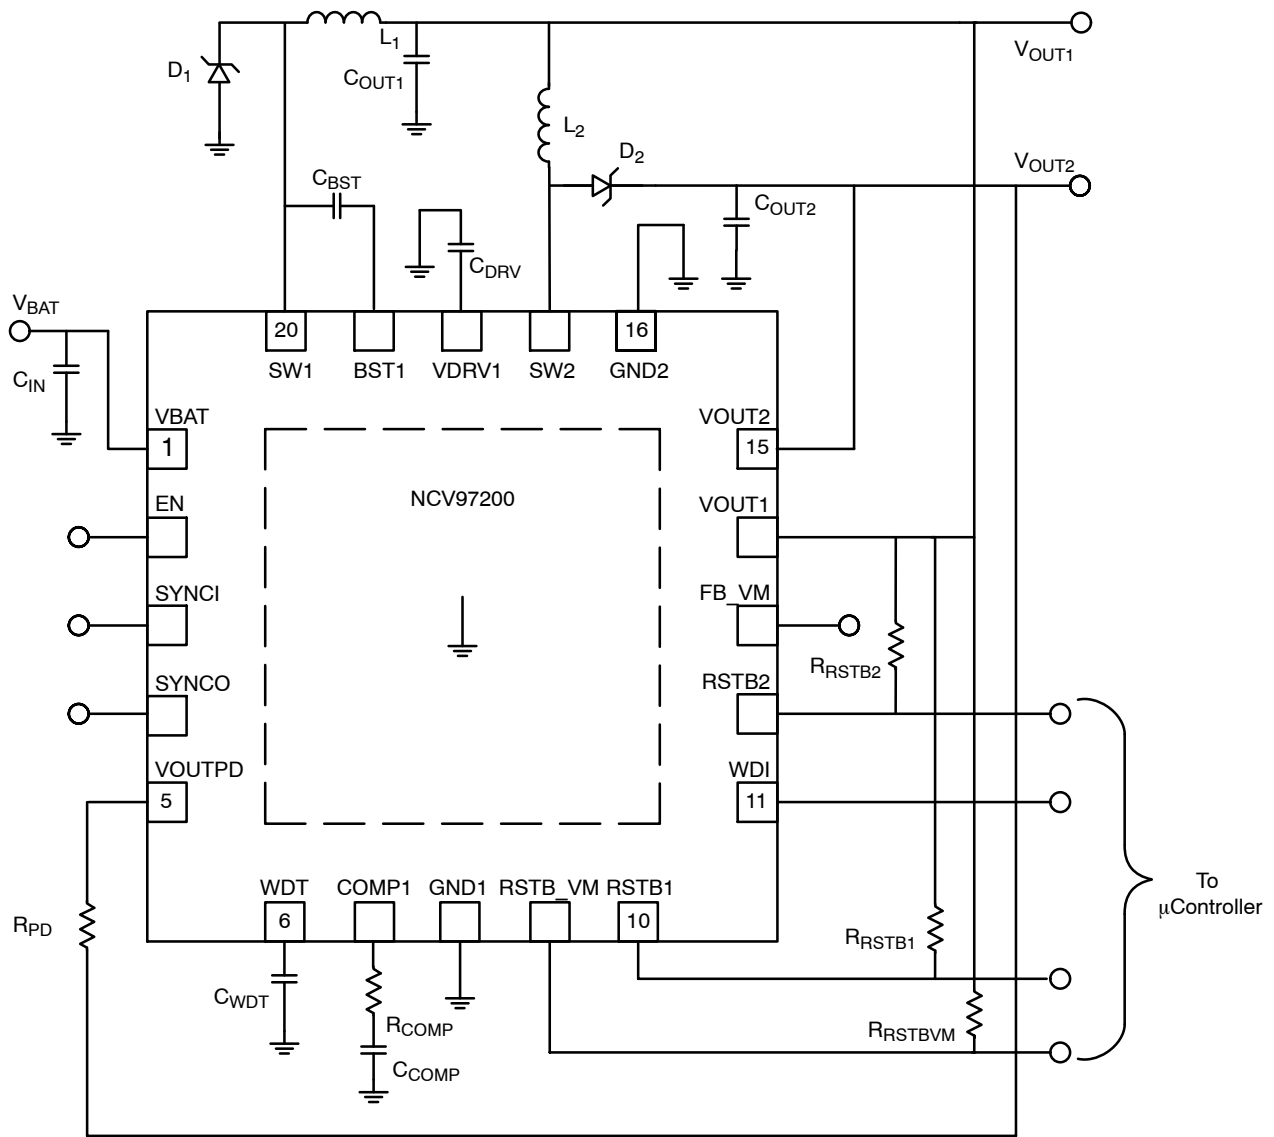 L1
VOUT1
D1
COUT1
L2
D2
VOUT2
CBST
COUT2
CDRV
VBAT
20
16
CIN
SW1
BST1
VDRV1
SW2
GND2
VBAT
VOUT2
1
15
NCV97200
EN
VOUT1
SYNCI
FB_VM
RRSTB2
SYNCO
RSTB2
VOUTPD
WDI
5
11
To
µController
WDT
COMP1
GND1
RSTB_VM
RSTB1
6
10
RPD
RRSTB1
CWDT
RCOMP
RRSTBVM
CCOMP